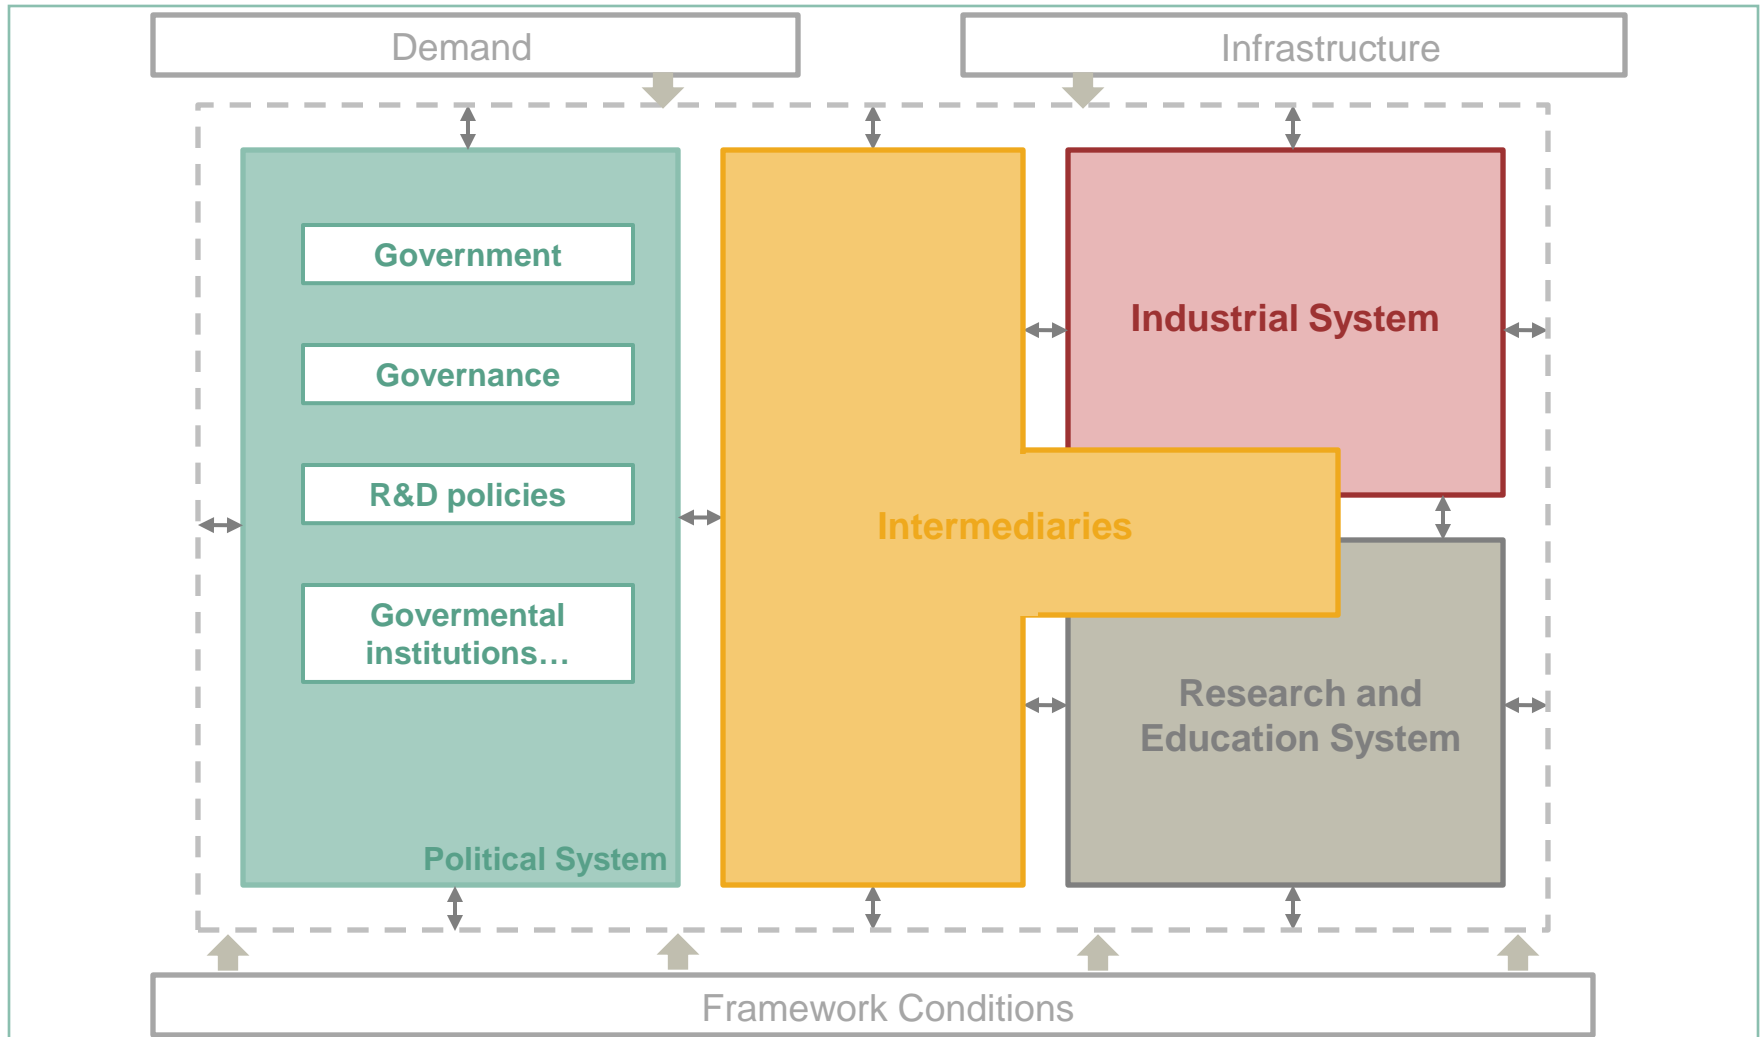 Demand
Infrastructure
Government
Governance
R&D policies
Govermental
institutions…
Political System
Intermediaries
Industrial System
Research and
Education System
Framework Conditions